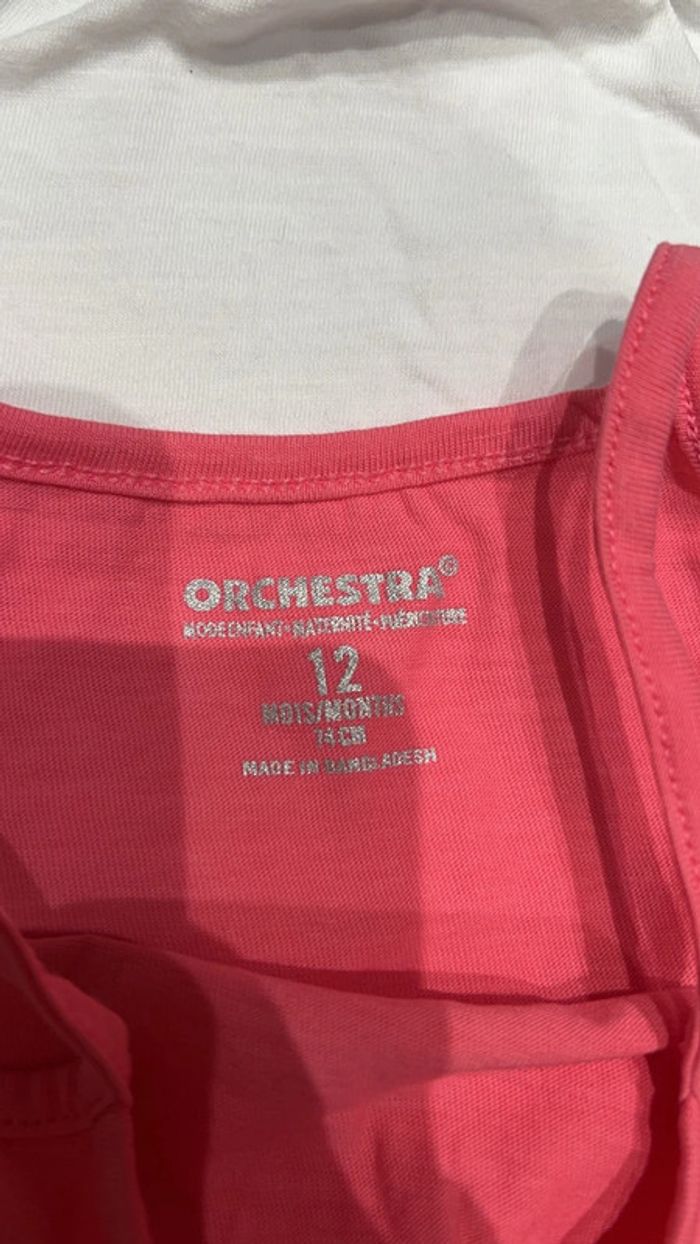 ORCHESTRA
MODE ENFANT•MATERNITÉ•PUÉRICULTURE
12
MOIS/MONTHS
74 CM
MADE IN BANGLADESH